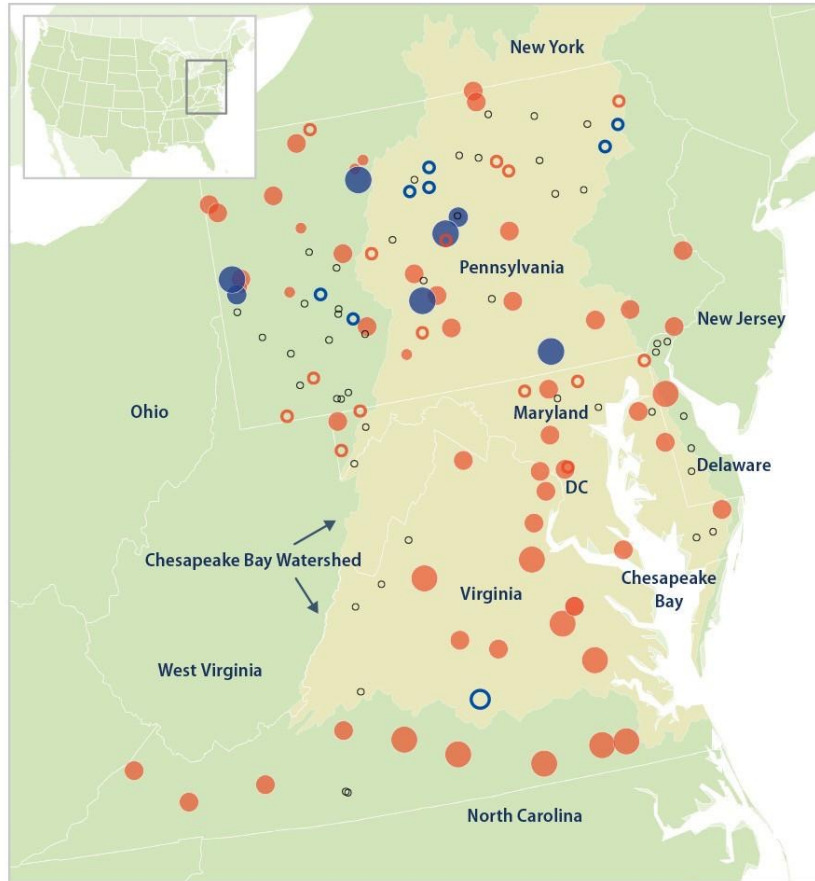 New York
Pennsylvania
New Jersey
Ohio
Maryland
Delaware
DC
Chesapeake Bay Watershed
Virginia
Chesapeake
Bay
West Virginia
North Carolina